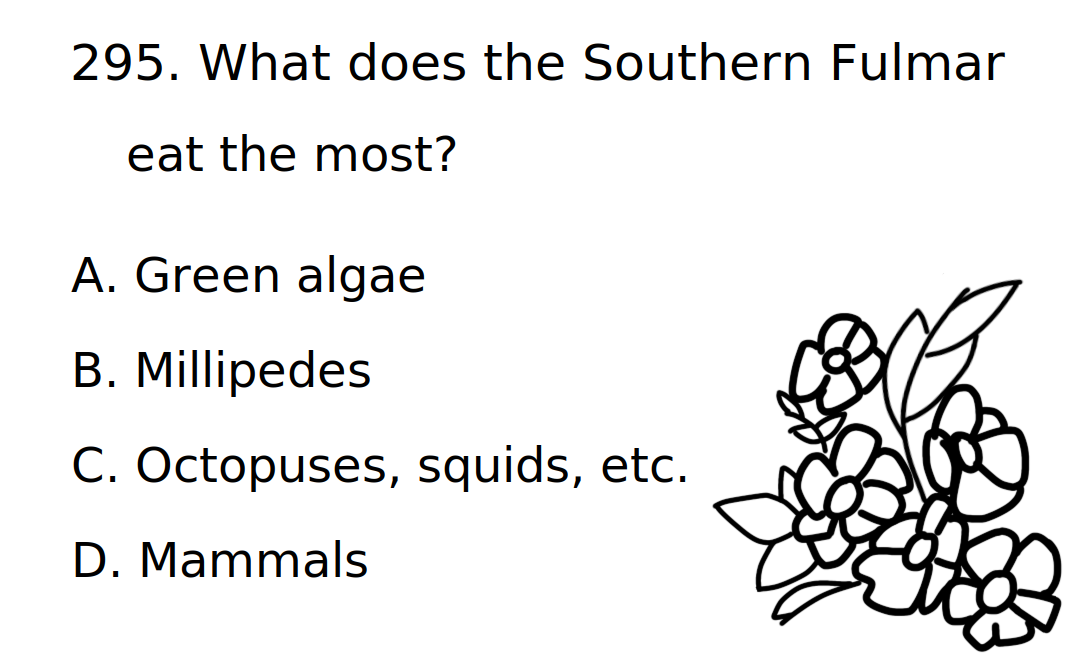 295. What does the Southern Fulmar
eat the most?
A. Green algae
B. Millipedes
C. Octopuses, squids, etc.
D. Mammals